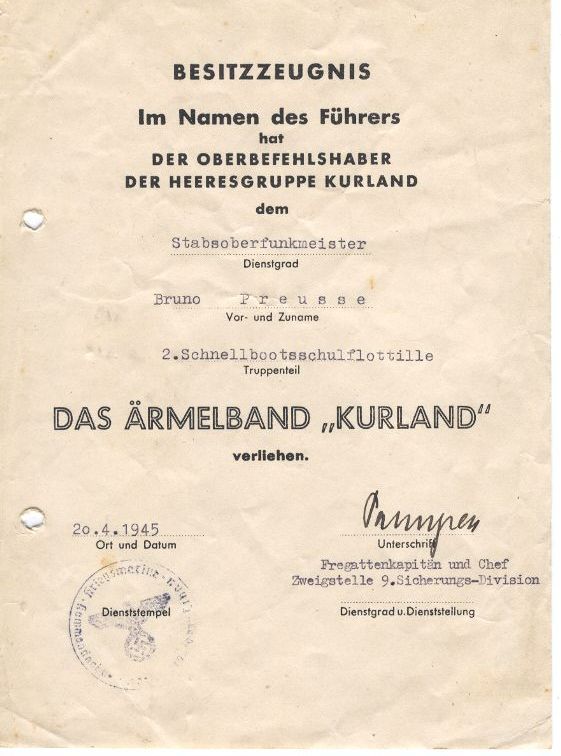 BESITZZEUGNIS
Im Namen des Führers
hat
DER OBERBEFEHLSHABER
DER HEERESGRUPPE KURLAND
dem
Stabsoberfunkmeister
Dienstgrad
Bruno Preusse
Vor- und Zuname
2.Schnellbootsschulflottille
Truppenteil
DAS ÄRMELBAND „KURLAND"
verliehen.
20.4.1945
Ort und Datum
Unterschrift
Fregattenkapitän und Chef
Zweigstelle 9.Sicherungs-Division
Dienststempel
Dienstgrad u. Dienststellung
Kriegsmarine